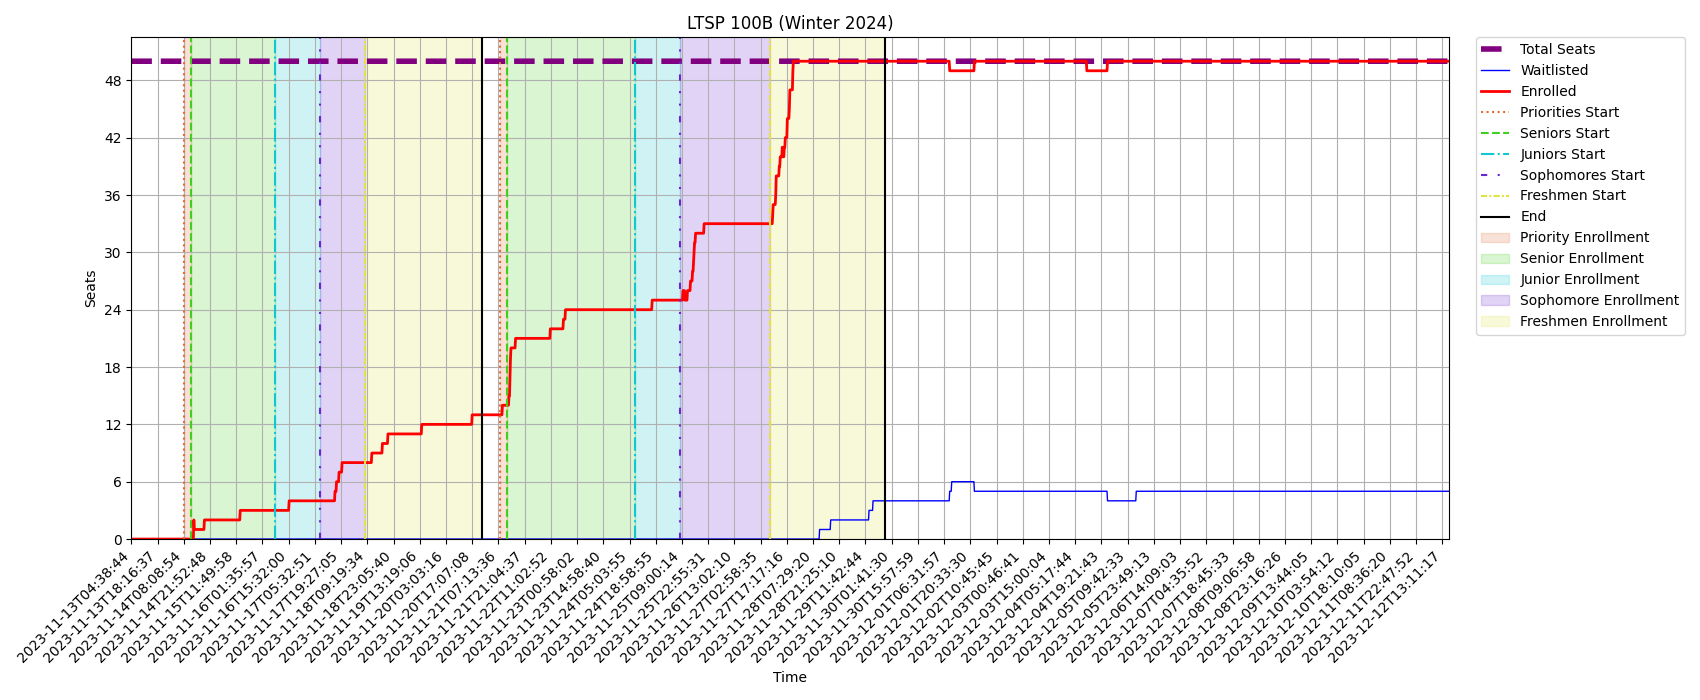 LTSP 100B (Winter 2024)
Total Seats
Waitlisted
Enrolled
Priorities Start
Seniors Start
Juniors Start
Sophomores Start
Freshmen Start
End
Priority Enrollment
Senior Enrollment
Junior Enrollment
Sophomore Enrollment
Freshmen Enrollment
Seats
48
42
36
30
24
18
12
6
0
2023-11-13T04:38:44
2023-11-13T18:16:37
2023-11-14T08:08:54
2023-11-14T21:52:48
2023-11-15T11:49:58
2023-11-16T01:35:57
2023-11-16T15:32:00
2023-11-17T05:32:51
2023-11-17T19:27:05
2023-11-18T09:19:34
2023-11-18T23:05:40
2023-11-19T13:19:06
2023-11-20T03:03:16
2023-11-20T17:07:08
2023-11-21T07:13:36
2023-11-21T21:04:37
2023-11-22T11:02:52
2023-11-23T00:58:02
2023-11-23T14:58:40
2023-11-24T05:03:55
2023-11-24T18:58:55
2023-11-25T09:00:14
2023-11-25T22:55:31
2023-11-26T13:02:10
2023-11-27T02:58:35
2023-11-27T17:17:16
2023-11-28T07:29:20
2023-11-28T21:25:10
2023-11-29T11:42:44
2023-11-30T01:41:30
2023-11-30T15:57:59
2023-12-01T06:31:57
2023-12-01T20:33:30
2023-12-02T10:45:45
2023-12-03T00:46:41
2023-12-03T15:00:04
2023-12-04T05:17:44
2023-12-04T19:21:43
2023-12-05T09:42:33
2023-12-05T23:49:13
2023-12-06T14:09:03
2023-12-07T04:35:52
2023-12-07T18:45:33
2023-12-08T09:06:58
2023-12-08T23:16:26
2023-12-09T13:44:05
2023-12-10T03:54:12
2023-12-10T18:10:05
2023-12-11T08:36:20
2023-12-11T22:47:52
2023-12-12T13:11:17
Time